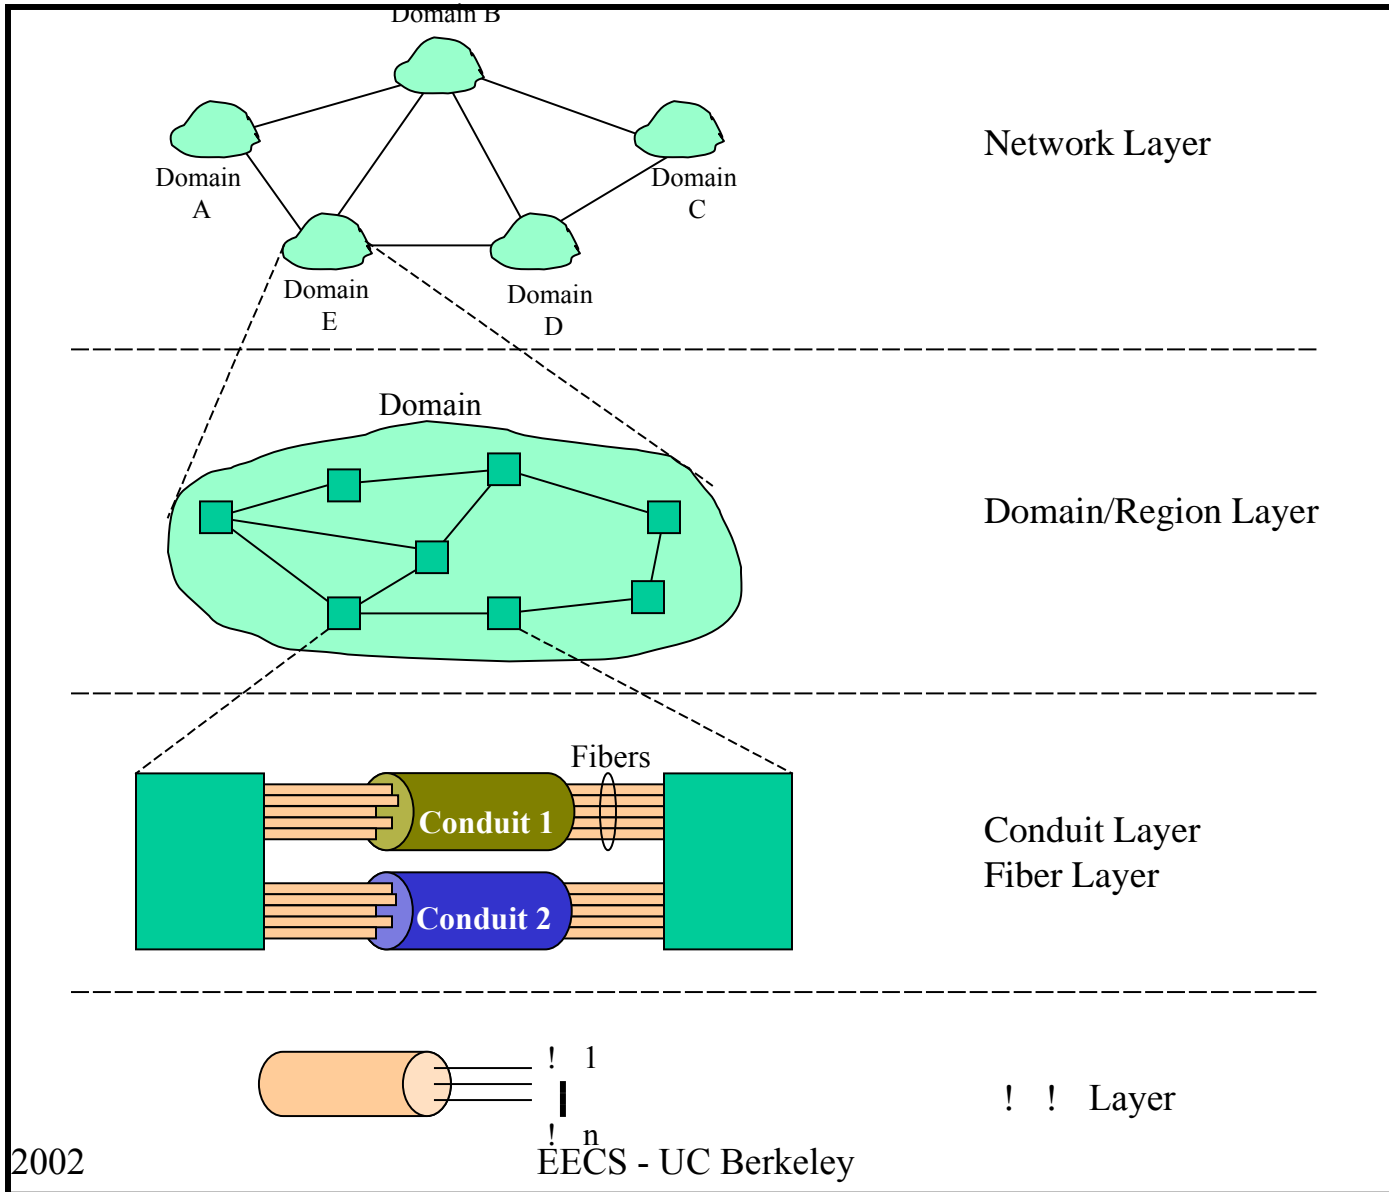 Domain B
Network Layer
Domain
A
Domain
C
Domain
E
Domain
D
Domain
Domain/Region Layer
Fibers
Conduit 1
Conduit Layer
Fiber Layer
Conduit 2
! 1
! ! Layer
! n
2002
EECS - UC Berkeley